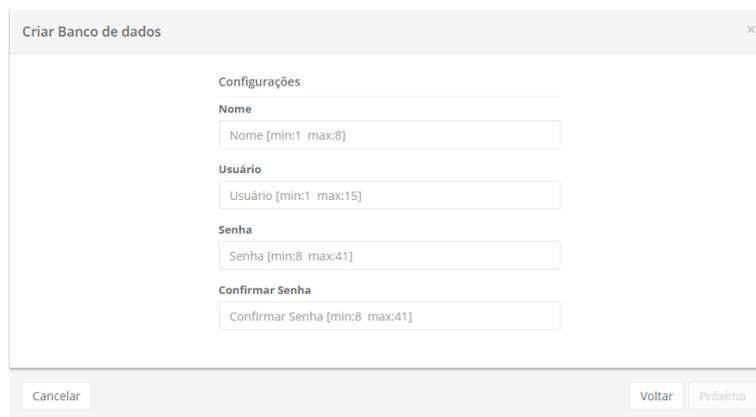 Criar Banco de dados ×
Configurações
Nome
Nome [min:1 max:8]
Usuário
Usuário [min:1 max:15]
Senha
Senha [min:8 max:41]
Confirmar Senha
Confirmar Senha [min:8 max:41]
Cancelar Voltar Próximo